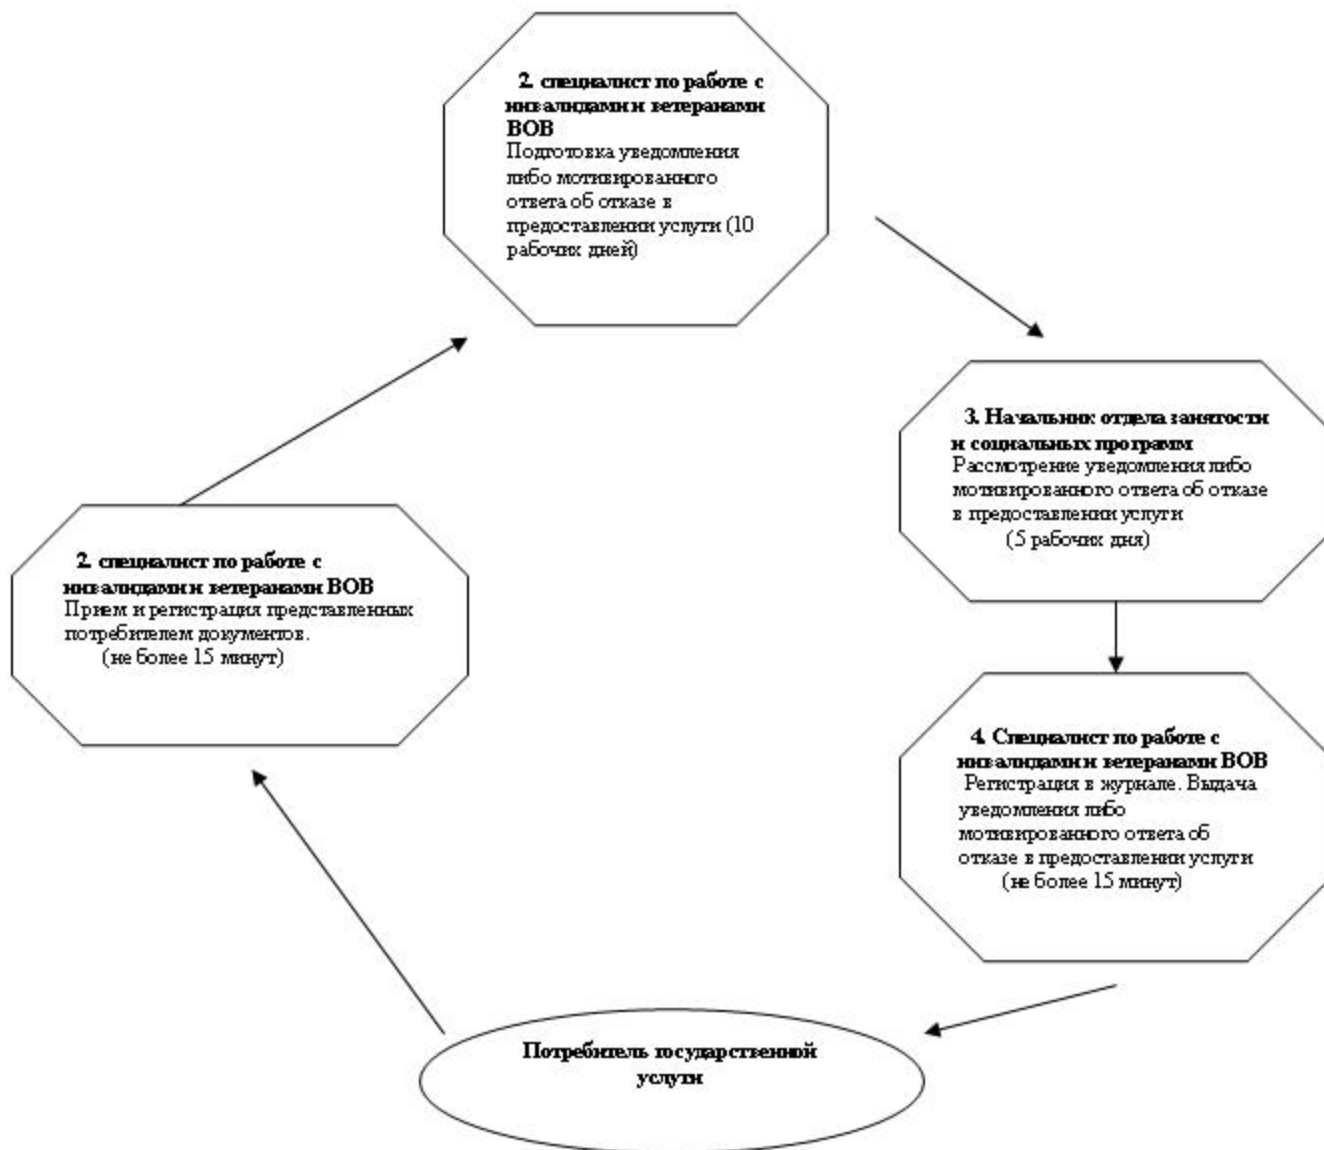 2. специалист по работе с
инвалидами и ветеранами
ВОВ
Подготовка уведомления
либо мотивированного
ответа об отказе в
предоставлении услуги (10
рабочих дней)
3. Начальник отдела занятости
и социальных программ
Рассмотрение уведомления либо
мотивированного ответа об отказе
в предоставлении услуги
(5 рабочих дня)
2. специалист по работе с
инвалидами и ветеранами ВОВ
Прием и регистрация представленных
потребителем документов.
(не более 15 минут)
4. Специалист по работе с
инвалидами и ветеранами ВОВ
Регистрация в журнале. Выдача
уведомления либо
мотивированного ответа об
отказе в предоставлении услуги
(не более 15 минут)
Потребитель государственной
услуги